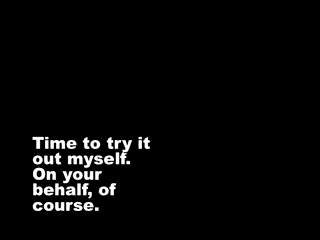 Time to try it
out myself.
On your
behalf, of
course.